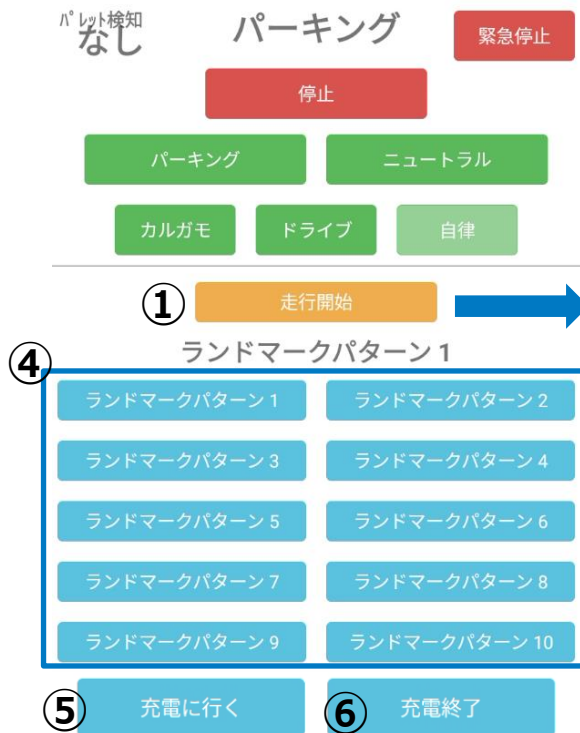 パレット検知
なし
パーキング
緊急停止
停止
パーキング
ニュートラル
カルガモ
ドライブ
自律
①
走行開始
ランドマークパターン 1
④
ランドマークパターン 1
ランドマークパターン 2
ランドマークパターン 3
ランドマークパターン 4
ランドマークパターン 5
ランドマークパターン 6
ランドマークパターン 7
ランドマークパターン 8
ランドマークパターン 9
ランドマークパターン 10
⑤
充電に行く
⑥
充電終了